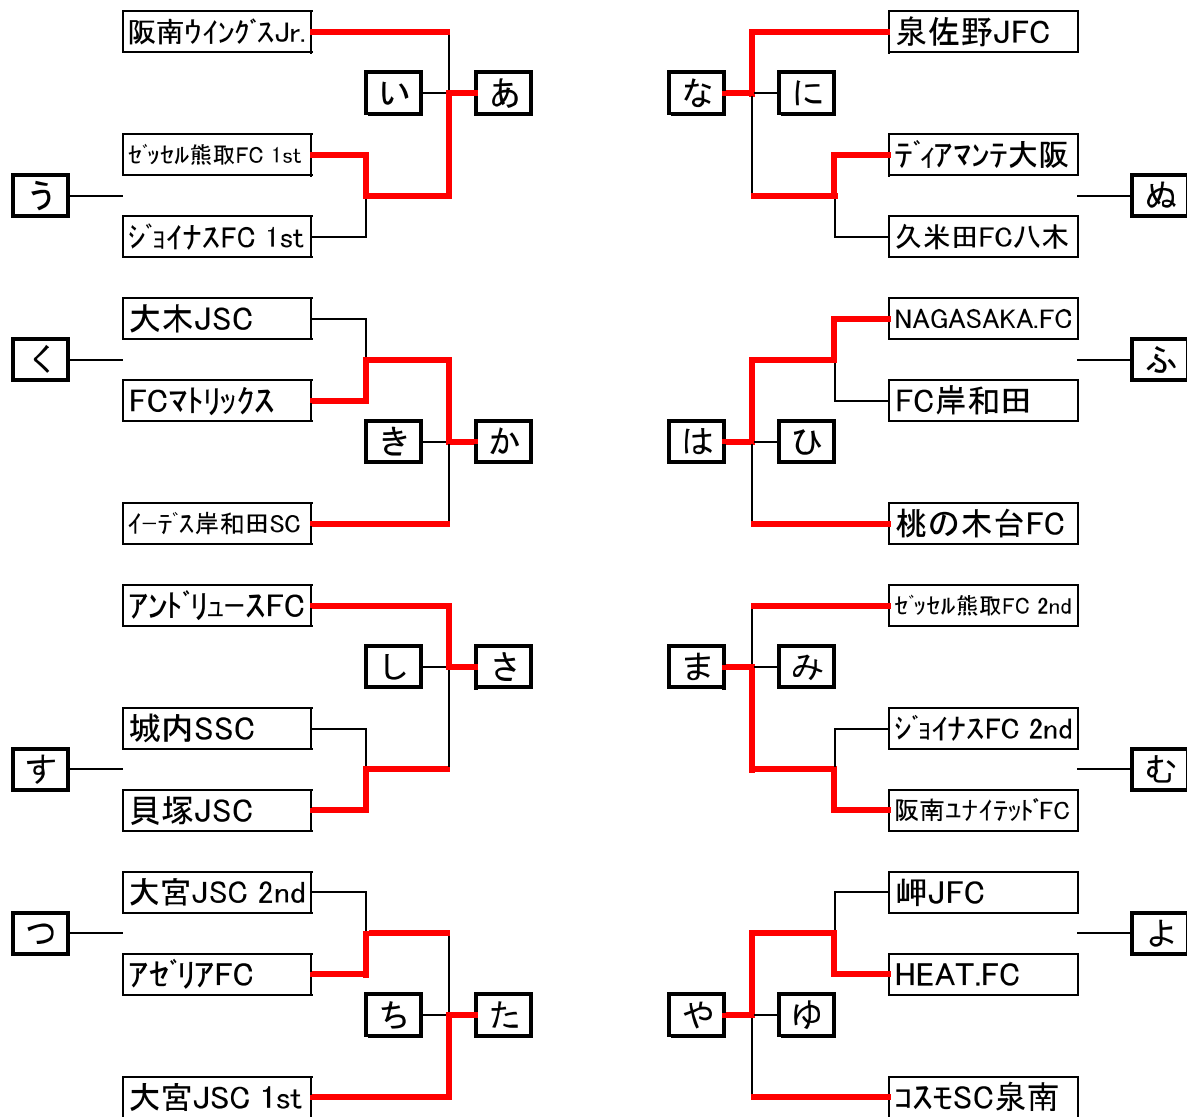 阪南ウイングスJr.
い
あ
ゼッセル熊取FC 1st
う
ジョイナスFC 1st
大木JSC
く
FCマトリックス
き
か
イーデス岸和田SC
アンドリュースFC
し
さ
城内SSC
す
貝塚JSC
大宮JSC 2nd
つ
アゼリアFC
ち
た
大宮JSC 1st
泉佐野JFC
な
に
ディアマンテ大阪
ぬ
久米田FC八木
NAGASAKA.FC
ふ
FC岸和田
は
ひ
桃の木台FC
ゼッセル熊取FC 2nd
ま
み
ジョイナスFC 2nd
む
阪南ユナイテッドFC
岬JFC
よ
HEAT.FC
や
ゆ
コスモSC泉南